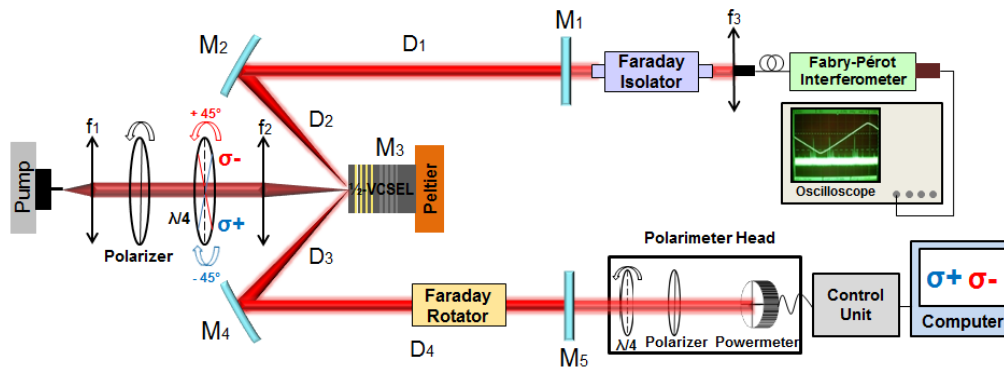 M1
f3
M2
D1
Faraday
Isolator
Fabry-Pérot
Interferometer
+ 45°
f1
f2
D2
M3
σ-
Pump
½-VCSEL
Peltier
Oscilloscope
λ/4
σ+
Polarizer
- 45°
D3
Polarimeter Head
Faraday
Rotator
Control
Unit
σ+ σ-
Computer
M4
D4
M5
λ/4
Polarizer
Powermeter